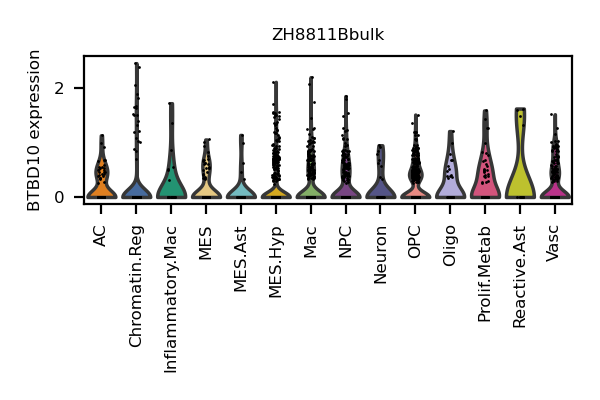 ZH8811Bbulk
BTBD10 expression
2
0
AC
Chromatin.Reg
Inflammatory.Mac
MES
MES.Ast
MES.Hyp
Mac
NPC
Neuron
OPC
Oligo
Prolif.Metab
Reactive.Ast
Vasc